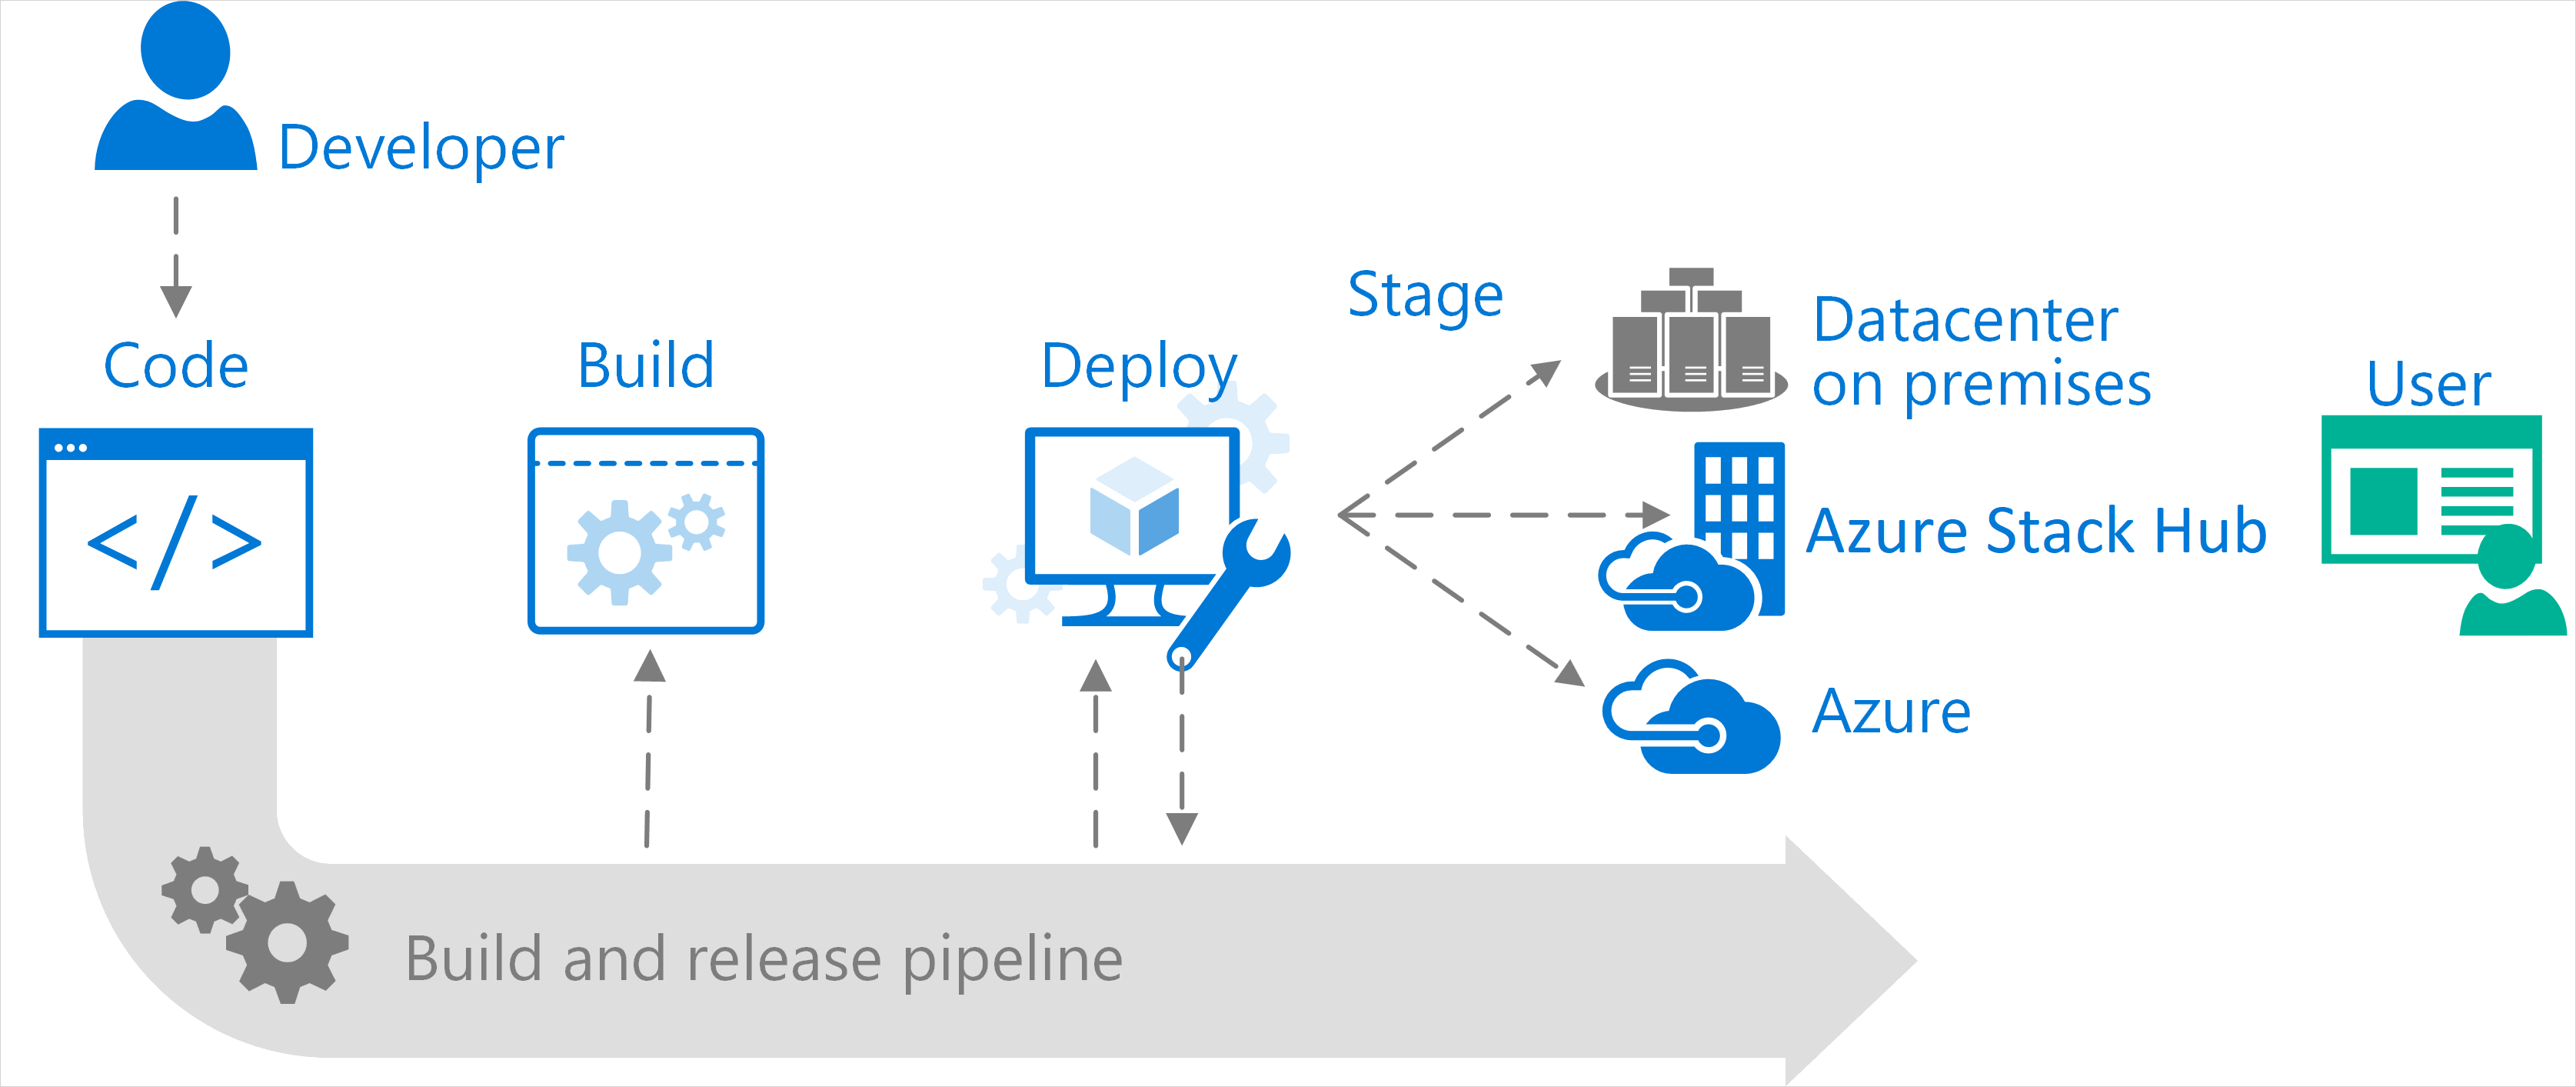 Developer
Code
Build
Deploy
Stage
Datacenter
on premises
Azure Stack Hub
Azure
User
</>
Build and release pipeline